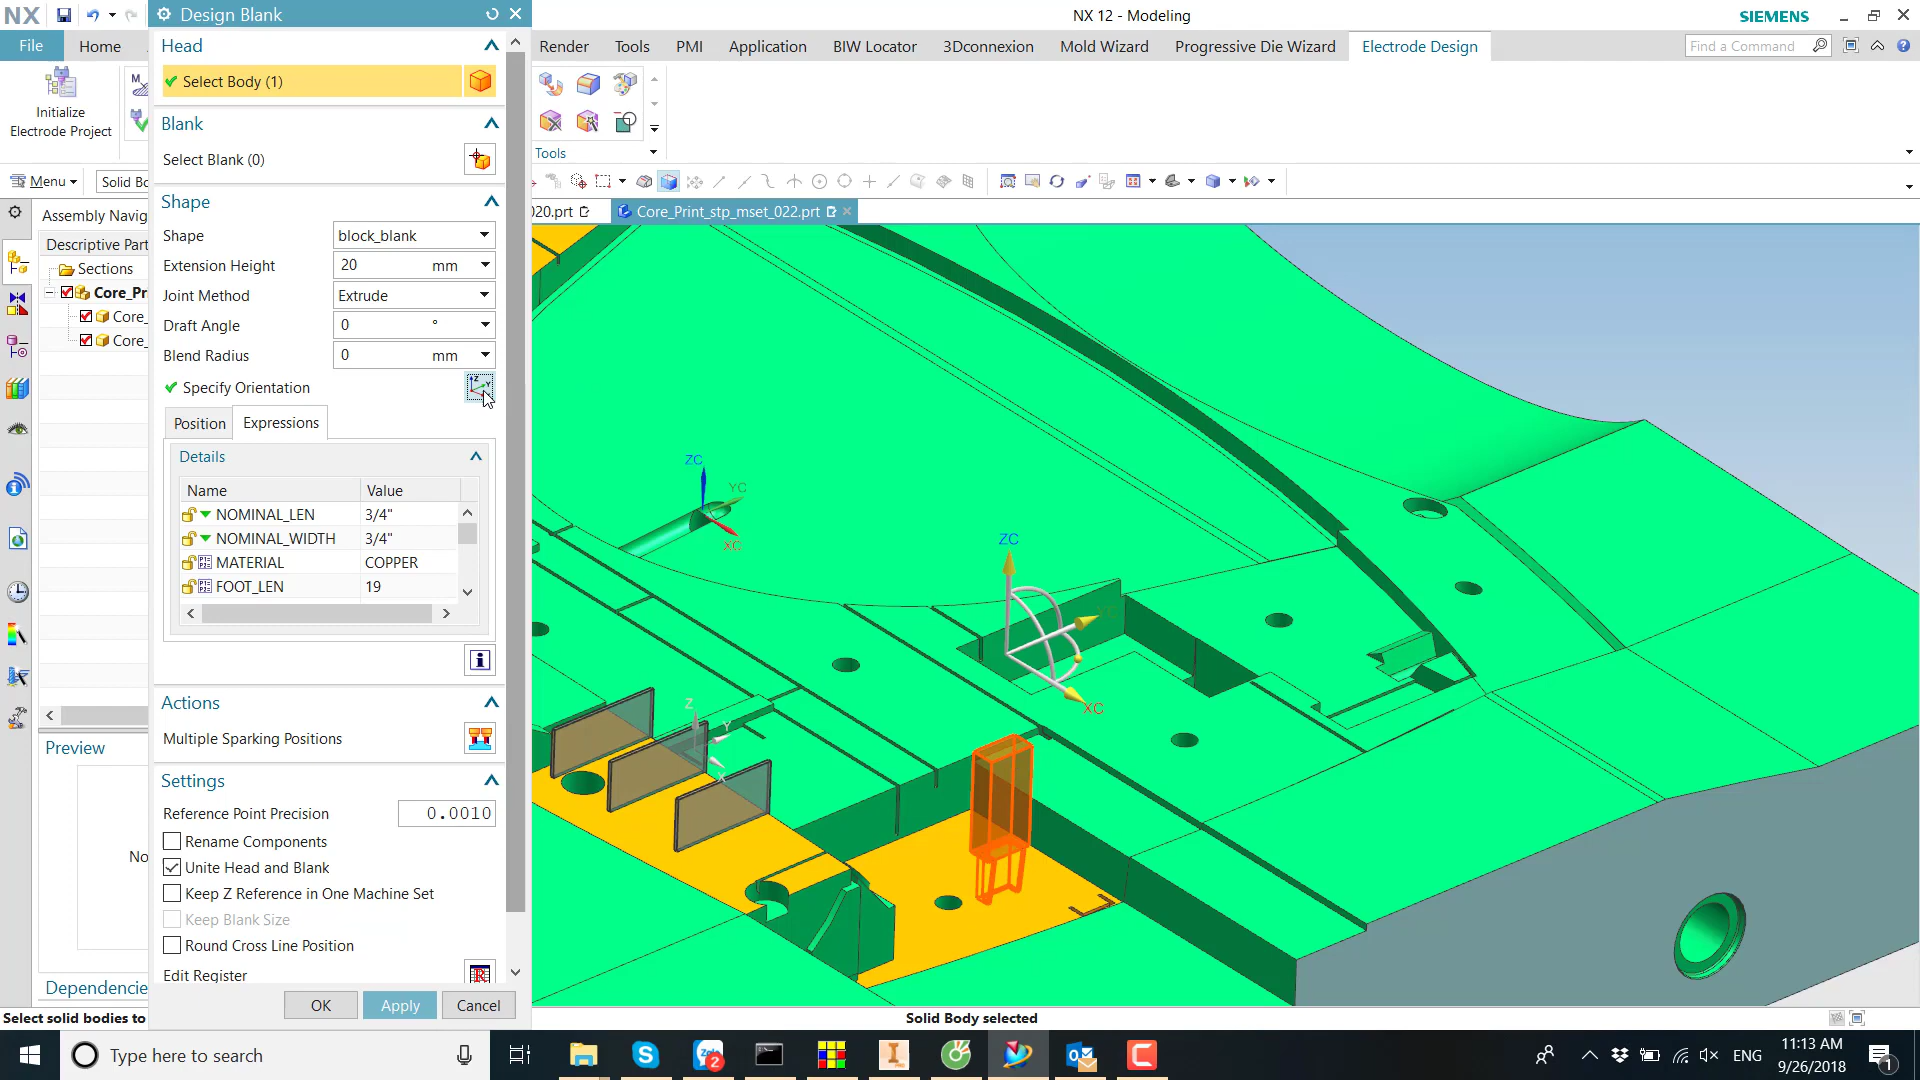 NX
Design Blank
NX 12 - Modeling
SIEMENS
File
Home
Head
Render
Tools
PMI
Application
BIW Locator
3Dconnexion
Mold Wizard
Progressive Die Wizard
Electrode Design
Find a Command
Select Body (1)
Initialize
Electrode Project
Blank
Select Blank (0)
Tools
Menu
Solid Bo
Shape
Assembly Navig
020.prt
Core_Print_stp_mset_022.prt
Shape
block_blank
Descriptive Part
Extension Height
20
mm
Sections
Joint Method
Extrude
Core_Pr
Core_
Draft Angle
0
°
Core_
Blend Radius
0
mm
Specify Orientation
Position
Expressions
Details
Name
Value
NOMINAL_LEN
3/4"
NOMINAL_WIDTH
3/4"
MATERIAL
COPPER
FOOT_LEN
19
ZC
YC
XC
ZC
XC
Z
Y
X
Actions
Multiple Sparking Positions
Preview
Settings
Reference Point Precision
0.0010
Rename Components
No
Unite Head and Blank
Keep Z Reference in One Machine Set
Keep Blank Size
Round Cross Line Position
Edit Register
Dependencie
OK
Apply
Cancel
Select solid bodies to
Solid Body selected
Type here to search
2
ENG
11:13 AM
9/26/2018
1